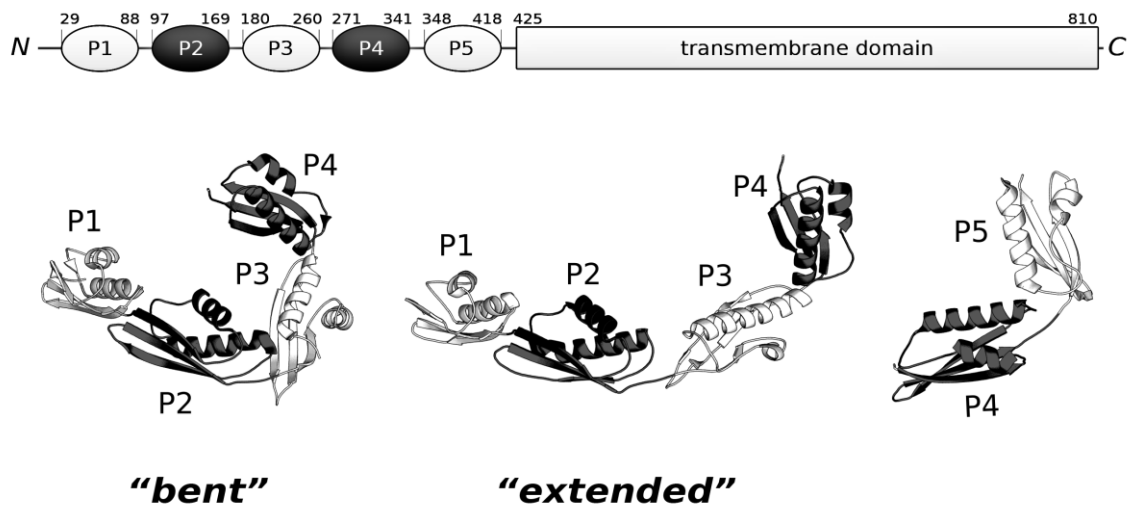 29 88 97 169 180 260 271 341 348 418 425 810
N P1 P2 P3 P4 P5 transmembrane domain C
P4 P4
P1 P3 P1 P2 P3 P5
P2 P4
“bent” “extended”